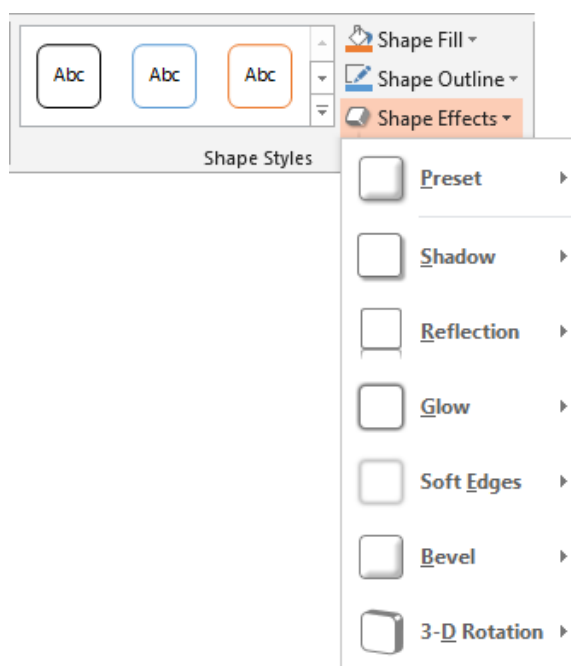 Abc Abc Abc
Shape Fill
Shape Outline
Shape Effects
Shape Styles
Preset
Shadow
Reflection
Glow
Soft Edges
Bevel
3-D Rotation